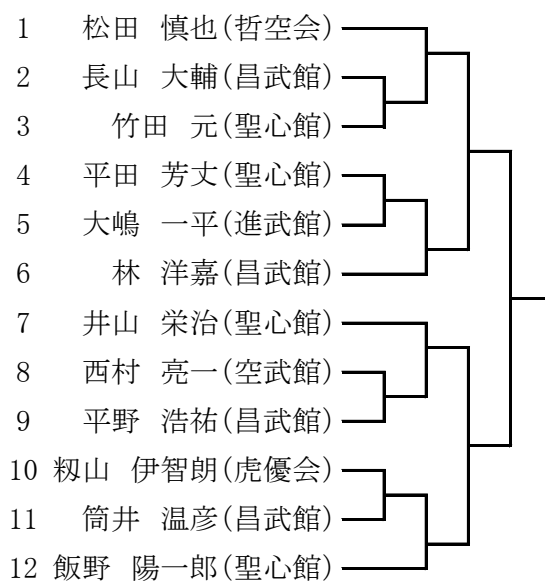 1 松田 慎也(哲空会)
2 長山 大輔(昌武館)
3 竹田 元(聖心館)
4 平田 芳丈(聖心館)
5 大嶋 一平(進武館)
6 林 洋嘉(昌武館)
7 井山 栄治(聖心館)
8 西村 亮一(空武館)
9 平野 浩祐(昌武館)
10 籾山 伊智朗(虎優会)
11 筒井 温彦(昌武館)
12 飯野 陽一郎(聖心館)